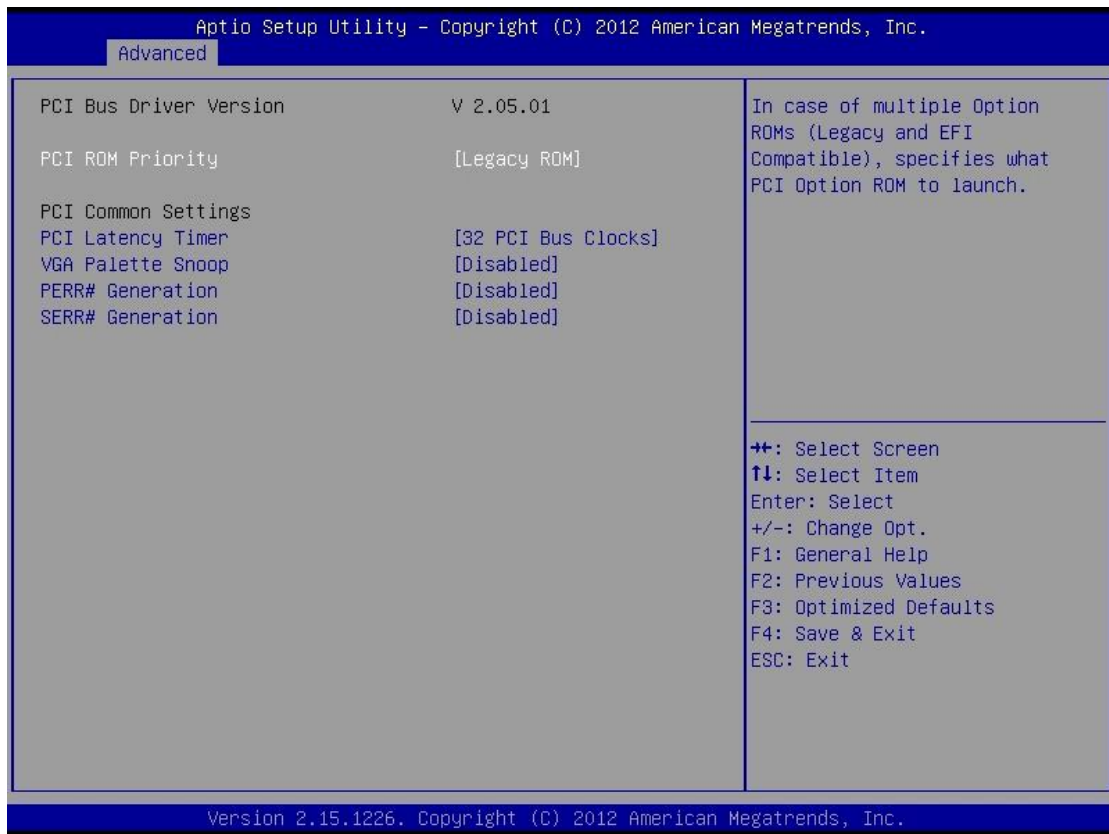 Aptio Setup Utility – Copyright (C) 2012 American Megatrends, Inc.
Advanced
PCI Bus Driver Version V 2.05.01
PCI ROM Priority [Legacy ROM]
PCI Common Settings
PCI Latency Timer [32 PCI Bus Clocks]
VGA Palette Snoop [Disabled]
PERR# Generation [Disabled]
SERR# Generation [Disabled]
In case of multiple Option
ROMs (Legacy and EFI
Compatible), specifies what
PCI Option ROM to launch.
→←: Select Screen
↑↓: Select Item
Enter: Select
+/-: Change Opt.
F1: General Help
F2: Previous Values
F3: Optimized Defaults
F4: Save & Exit
ESC: Exit
Version 2.15.1226. Copyright (C) 2012 American Megatrends, Inc.